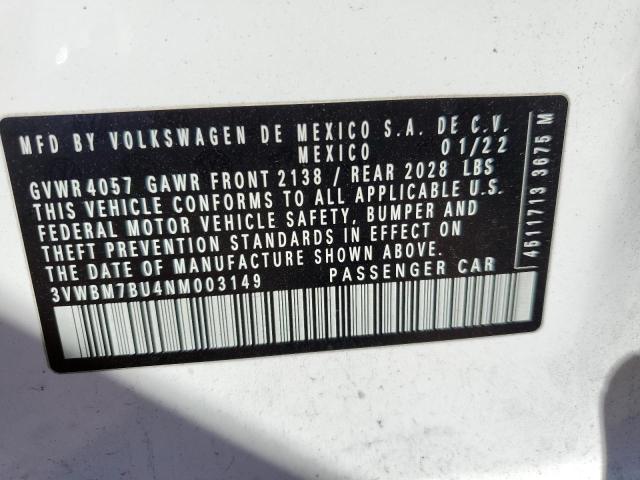 MFD BY VOLKSWAGEN DE MEXICO S.A. DE C.V.
MEXICO 01/22
GVWR 4057 GAWR FRONT 2138 / REAR 2028 LBS
THIS VEHICLE CONFORMS TO ALL APPLICABLE U.S.
FEDERAL MOTOR VEHICLE SAFETY, BUMPER AND
THEFT PREVENTION STANDARDS IN EFFECT ON
THE DATE OF MANUFACTURE SHOWN ABOVE.
3VWBM7BU4NM003149 PASSENGER CAR
4611713 3675 M